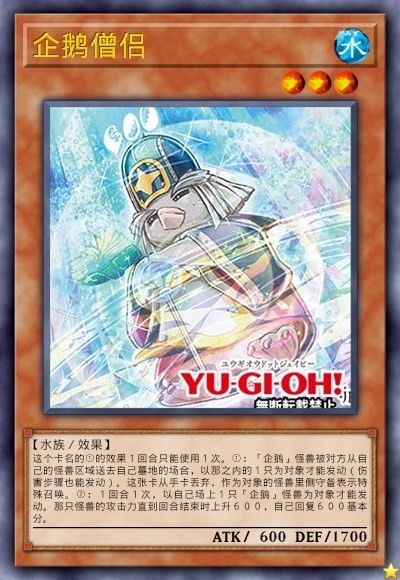 企鹅僧侣
水
ユウギオウドットジェイピー
YU-GI-OH!
無断転載禁止
【水族／效果】
这个卡名的①的效果1回合只能使用1次。①：「企鹅」怪兽被对方从自
己的怪兽区域送去自己墓地的场合，以那之内的1只为对象才能发动（伤
害步骤也能发动）。这张卡从手卡丢弃，作为对象的怪兽里侧守备表示特
殊召唤。②：1回合1次，以自己场上1只「企鹅」怪兽为对象才能发
动。那只怪兽的攻击力直到回合结束时上升600，自己回复600基本
分。
ATK/ 600 DEF/1700